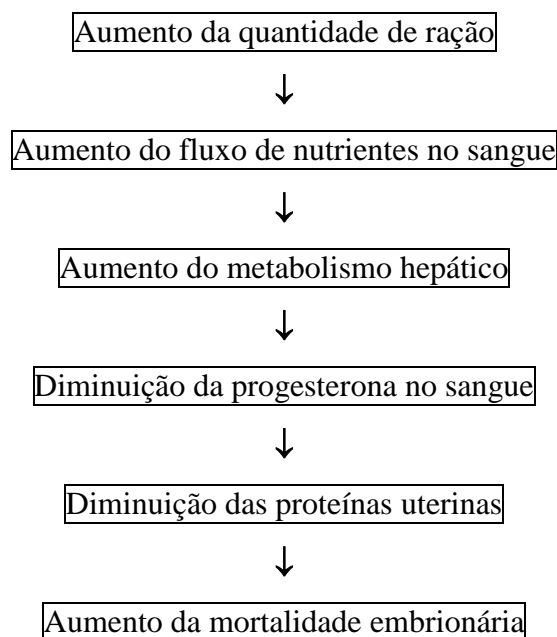 Aumento da quantidade de ração
↓
Aumento do fluxo de nutrientes no sangue
↓
Aumento do metabolismo hepático
↓
Diminuição da progesterona no sangue
↓
Diminuição das proteínas uterinas
↓
Aumento da mortalidade embrionária